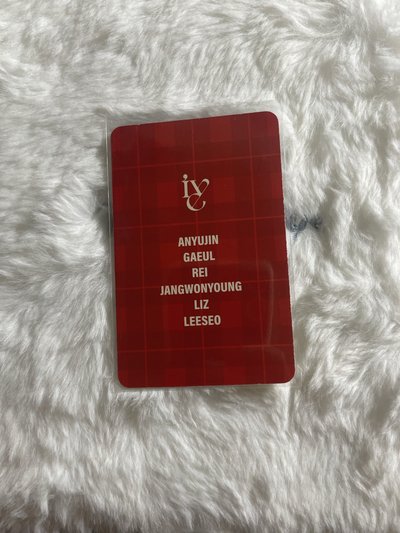 ive
ANYUJIN
GAEUL
REI
JANGWONYOUNG
LIZ
LEESEO